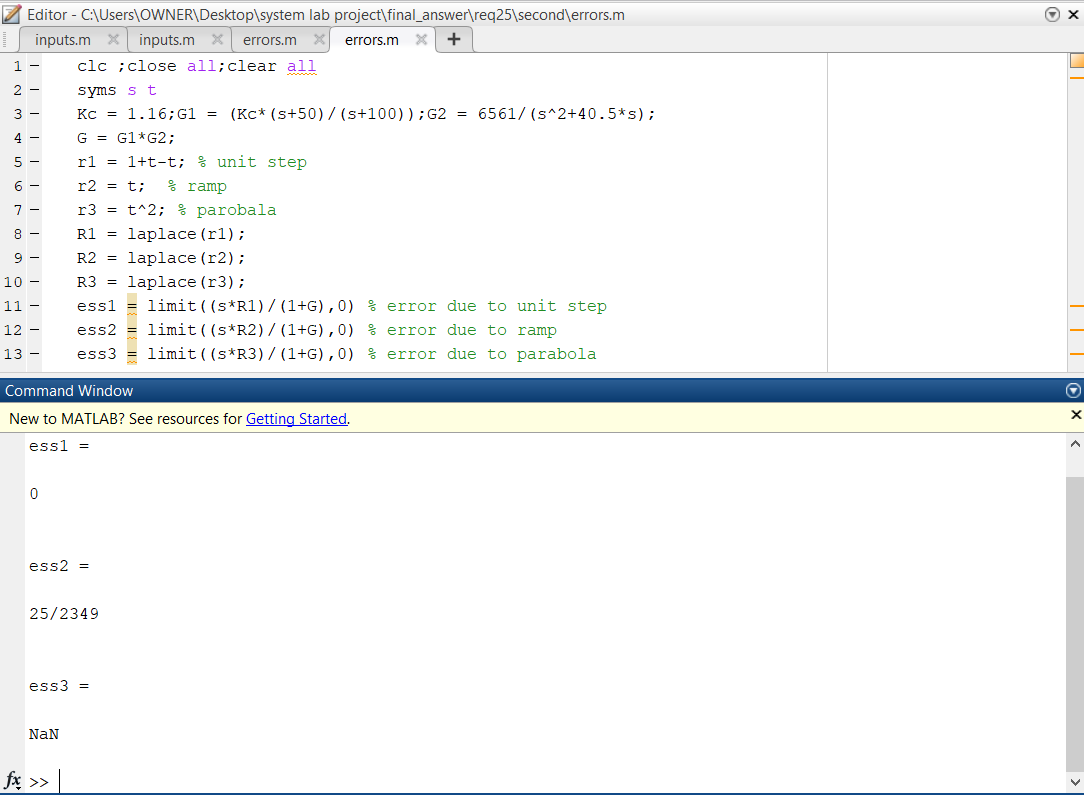 Editor - C:\Users\OWNER\Desktop\system lab project\final_answer\req25\second\errors.m
inputs.m inputs.m errors.m errors.m +
1 clc ;close all;clear all
2 syms s t
3 Kc = 1.16;G1 = (Kc*(s+50)/(s+100));G2 = 6561/(s^2+40.5*s);
4 G = G1*G2;
5 r1 = 1+t-t; % unit step
6 r2 = t;  % ramp
7 r3 = t^2; % parobala
8 R1 = laplace(r1);
9 R2 = laplace(r2);
10 R3 = laplace(r3);
11 ess1 = limit((s*R1)/(1+G),0) % error due to unit step
12 ess2 = limit((s*R2)/(1+G),0) % error due to ramp
13 ess3 = limit((s*R3)/(1+G),0) % error due to parabola
Command Window
New to MATLAB? See resources for Getting Started.
ess1 =
0
ess2 =
25/2349
ess3 =
NaN
fx >>